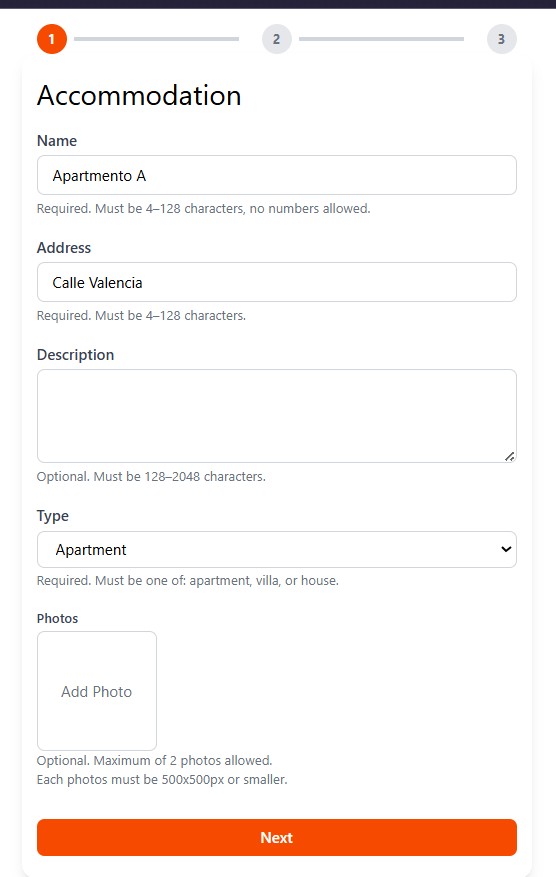 1 2 3
Accommodation
Name
Apartmento A
Required. Must be 4–128 characters, no numbers allowed.
Address
Calle Valencia
Required. Must be 4–128 characters.
Description
Optional. Must be 128–2048 characters.
Type
Apartment
Required. Must be one of: apartment, villa, or house.
Photos
Add Photo
Optional. Maximum of 2 photos allowed.
Each photos must be 500x500px or smaller.
Next